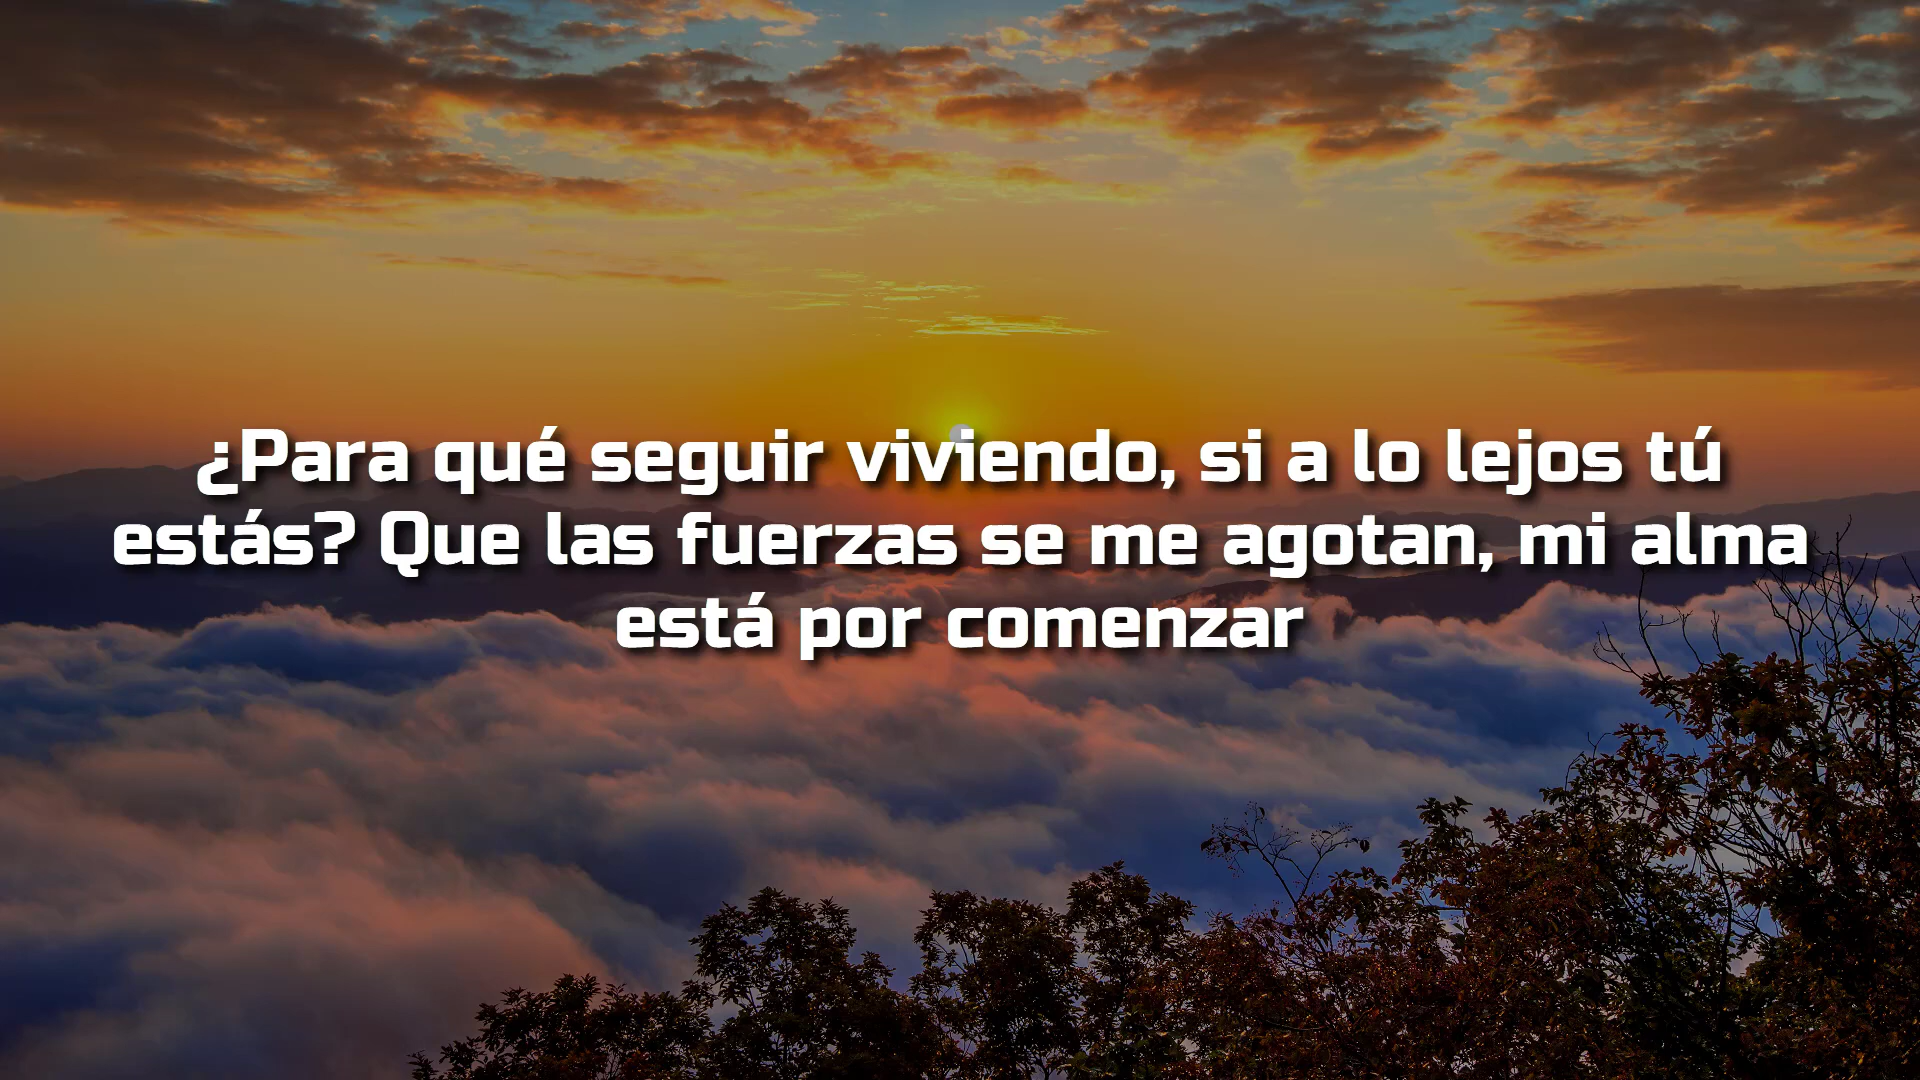 ¿Para qué seguir viviendo, si a lo lejos tú
estás? Que las fuerzas se me agotan, mi alma
está por comenzar